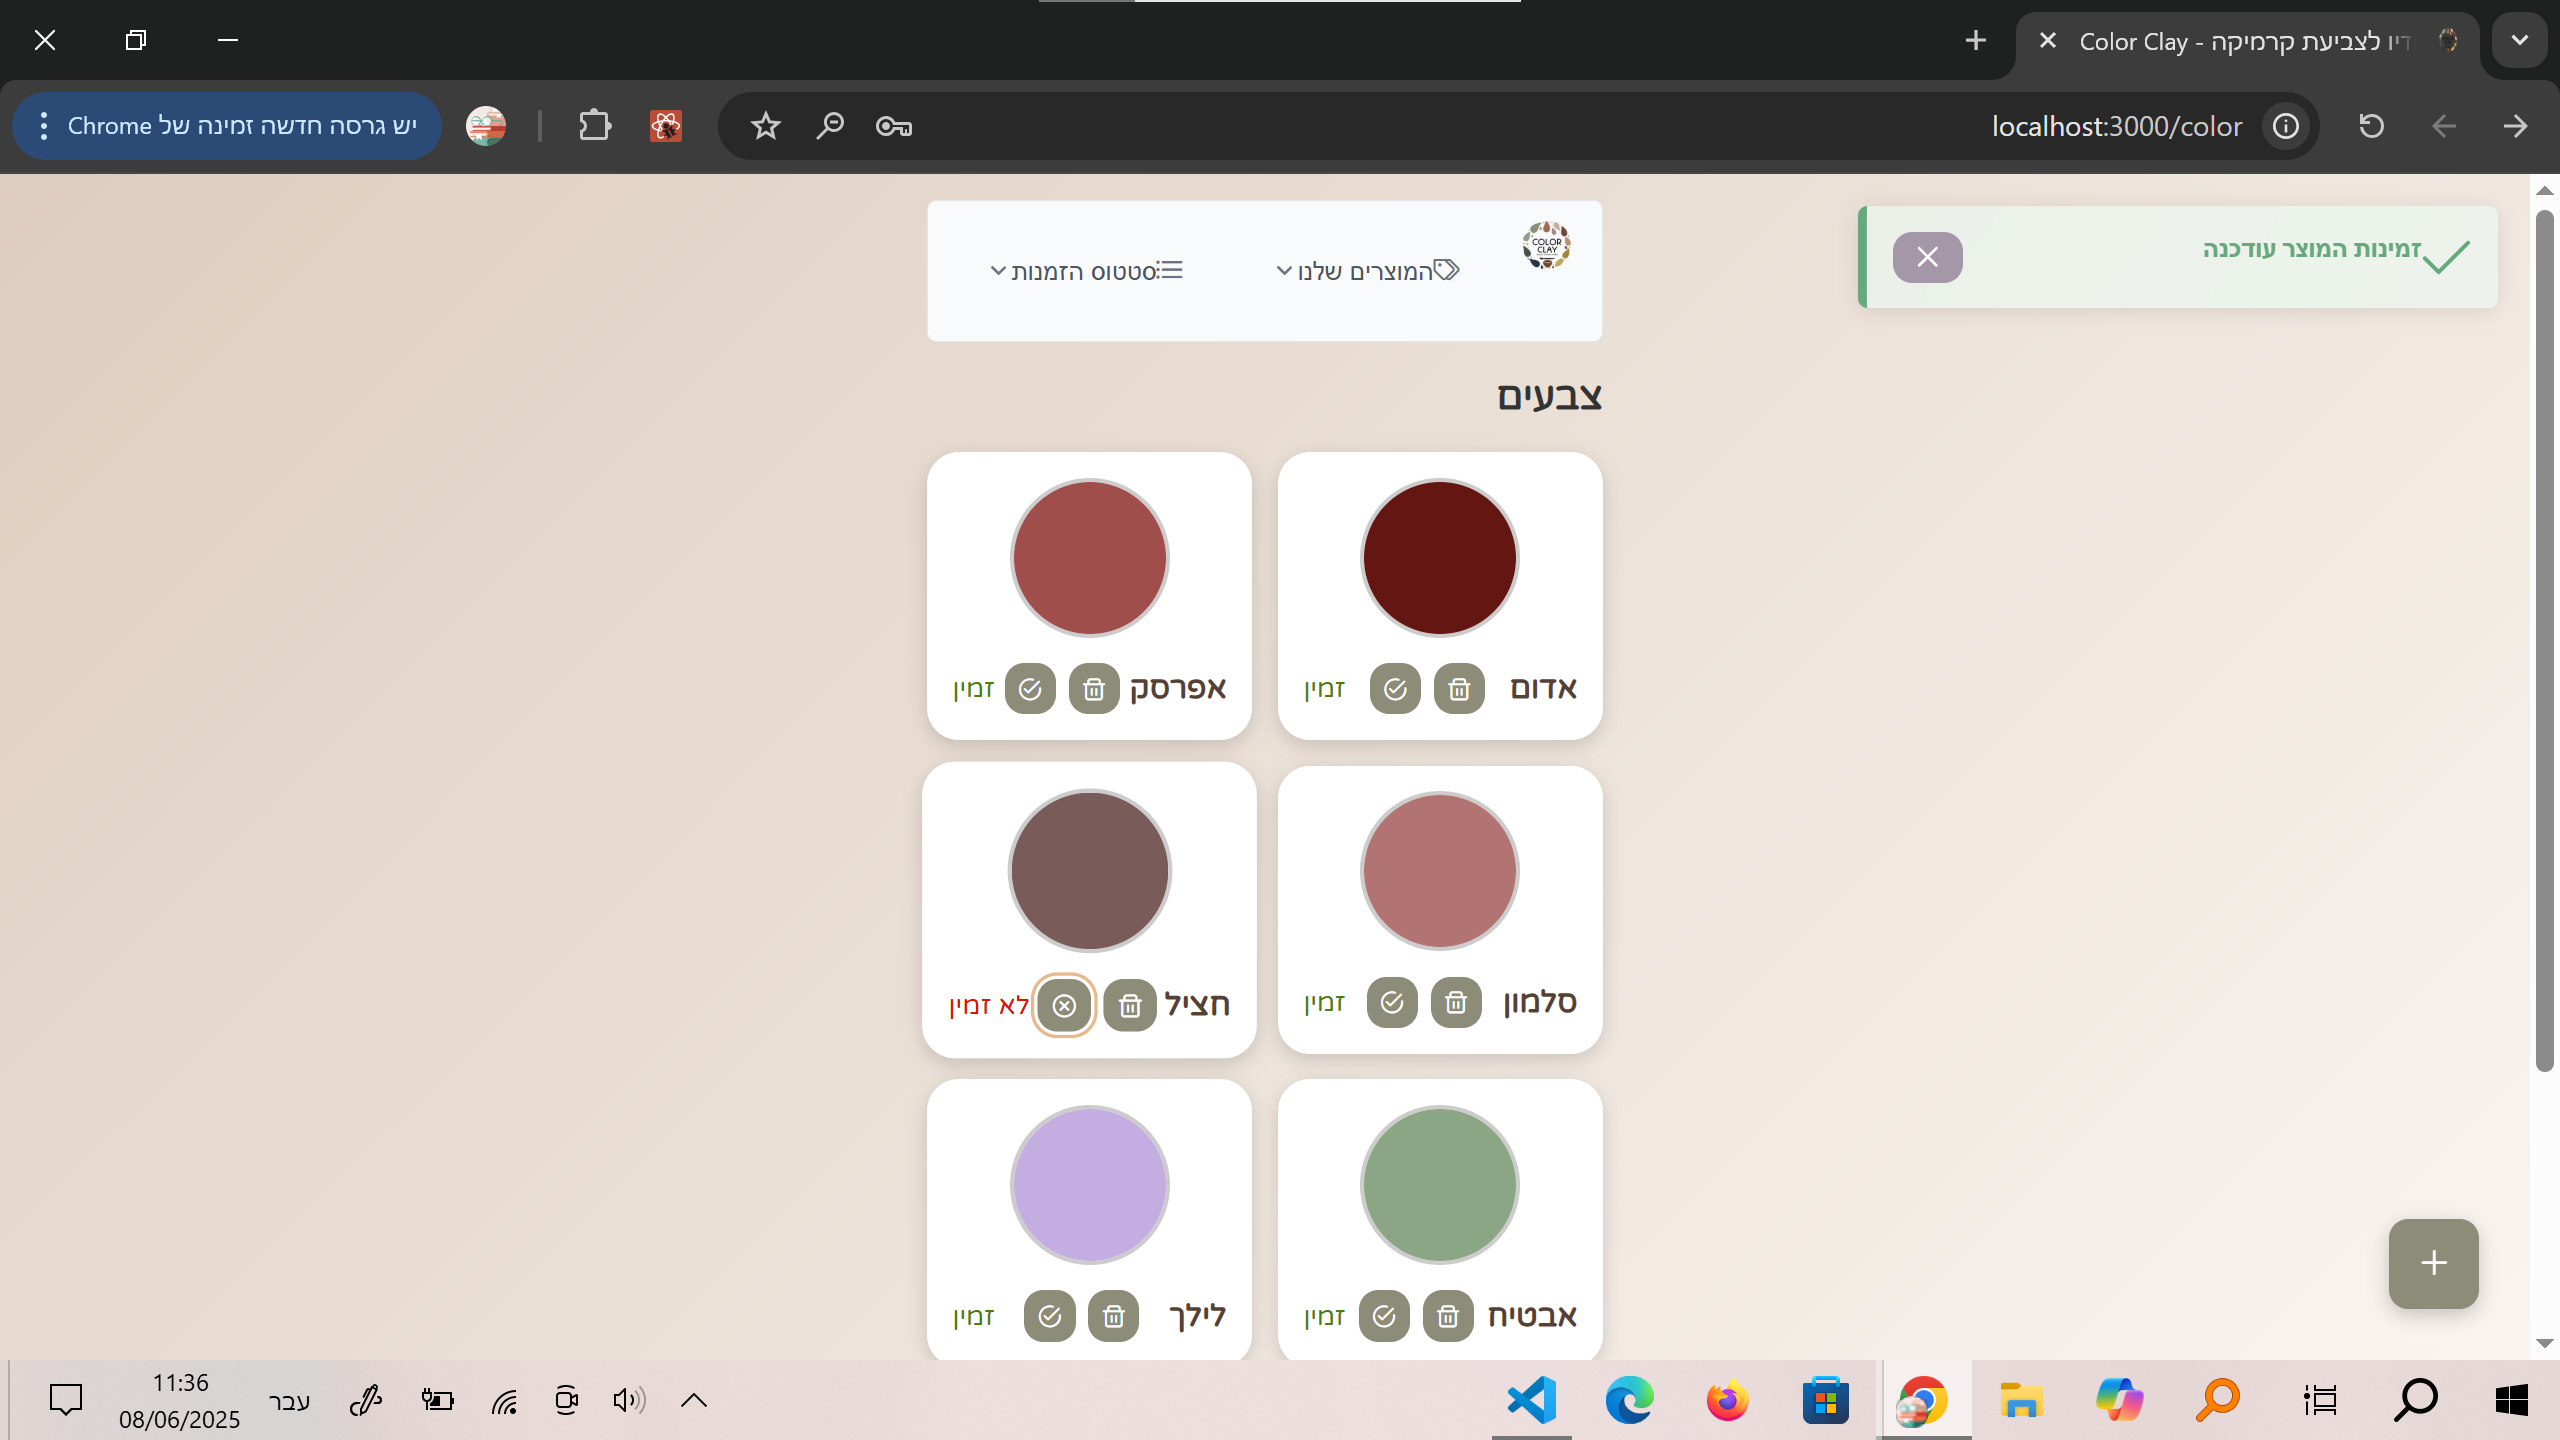 Color Clay - דיו לצביעת קרמיקה
localhost:3000/color
יש גרסה חדשה זמינה של Chrome
זמינות המוצר עודכנה
COLOR
CLAY
המוצרים שלנו
סטטוס הזמנות
צבעים
אדום
זמין
אפרסק
זמין
סלמון
זמין
חציל
לא זמין
אבטיח
זמין
לילך
זמין
עבר
11:36
08/06/2025